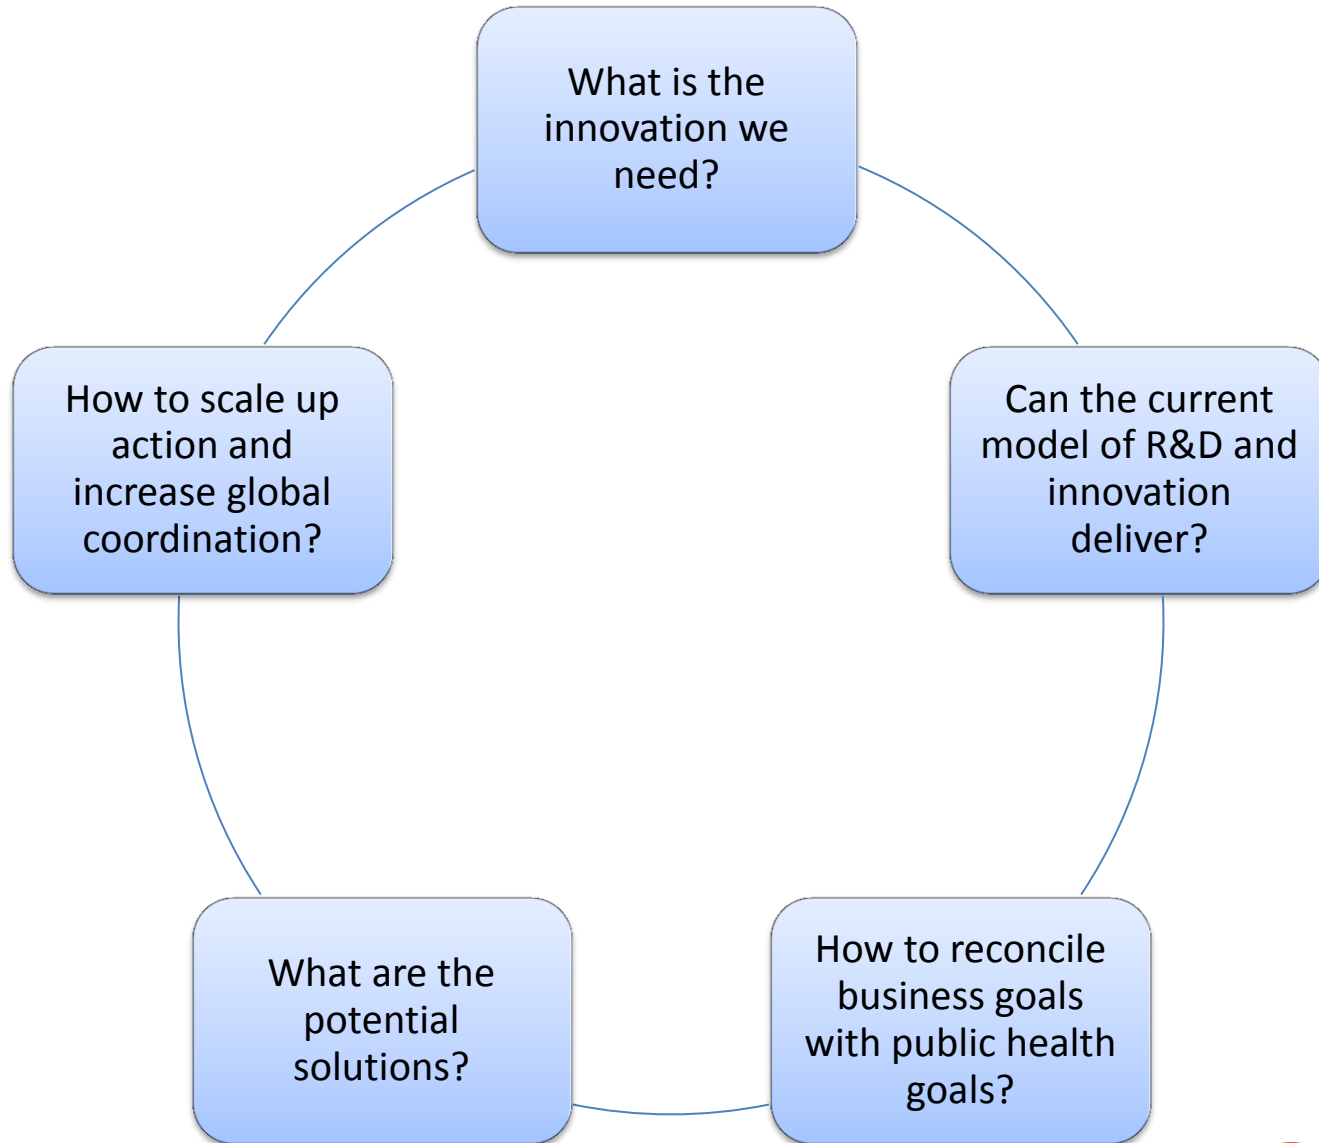 What is the
innovation we
need?
Can the current
model of R&D and
innovation
deliver?
How to reconcile
business goals
with public health
goals?
What are the
potential
solutions?
How to scale up
action and
increase global
coordination?